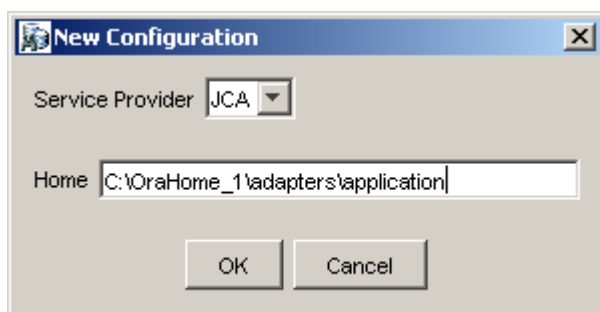 New Configuration
Service Provider JCA
Home C:\OraHome_1\adapters\application
OK Cancel